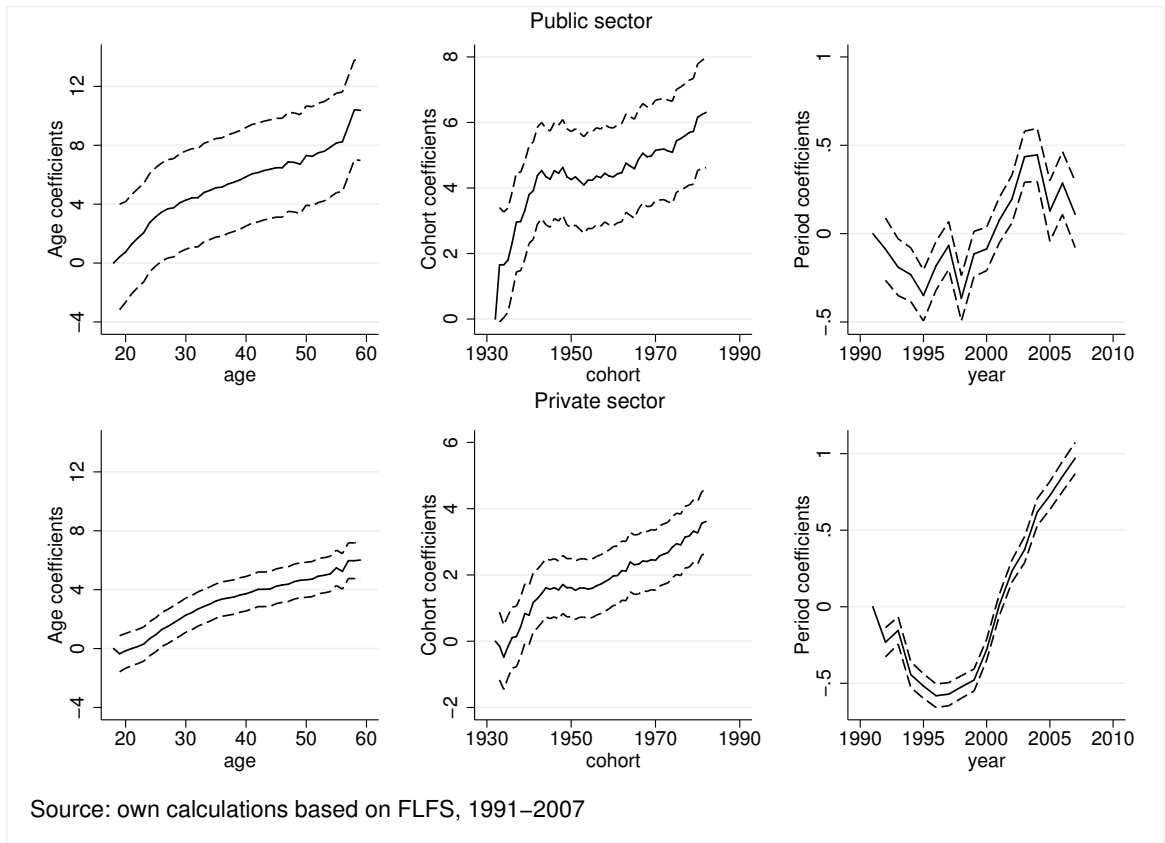 Public sector
Age coefficients
−4 0 4 8 12
20 30 40 50 60
age
Cohort coefficients
0 2 4 6 8
1930 1950 1970 1990
cohort
Period coefficients
−.5 0 .5 1
1990 1995 2000 2005 2010
year
Private sector
Age coefficients
−4 0 4 8 12
20 30 40 50 60
age
Cohort coefficients
−2 0 2 4 6
1930 1950 1970 1990
cohort
Period coefficients
−.5 0 .5 1
1990 1995 2000 2005 2010
year
Source: own calculations based on FLFS, 1991−2007